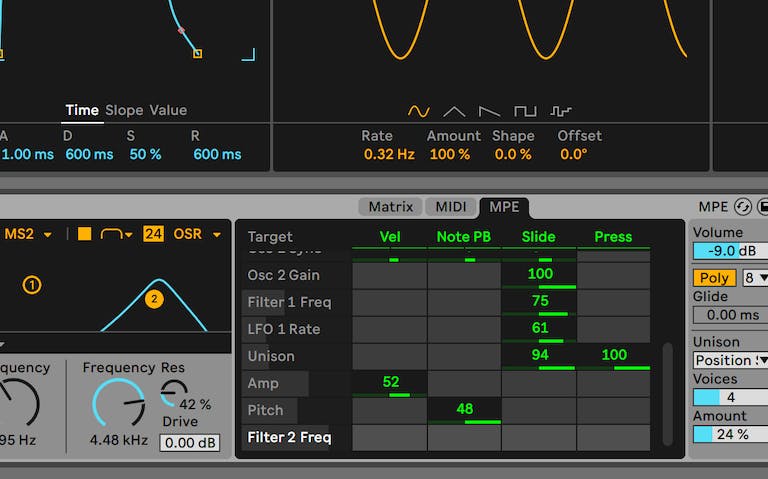 Time Slope Value
A D S R
1.00 ms 600 ms 50 % 600 ms
Rate Amount Shape Offset
0.32 Hz 100 % 0.0 % 0.0°
Matrix MIDI MPE
MPE
MS2 24 OSR
1
2
Frequency Res
42 %
Drive
4.48 kHz 0.00 dB
95 Hz
Target Vel Note PB Slide Press
Osc 2 Gain 100
Filter 1 Freq 75
LFO 1 Rate 61
Unison 94 100
Amp 52
Pitch 48
Filter 2 Freq
Volume
-9.0 dB
Poly 8
Glide
0.00 ms
Unison
Position
Voices
4
Amount
24 %